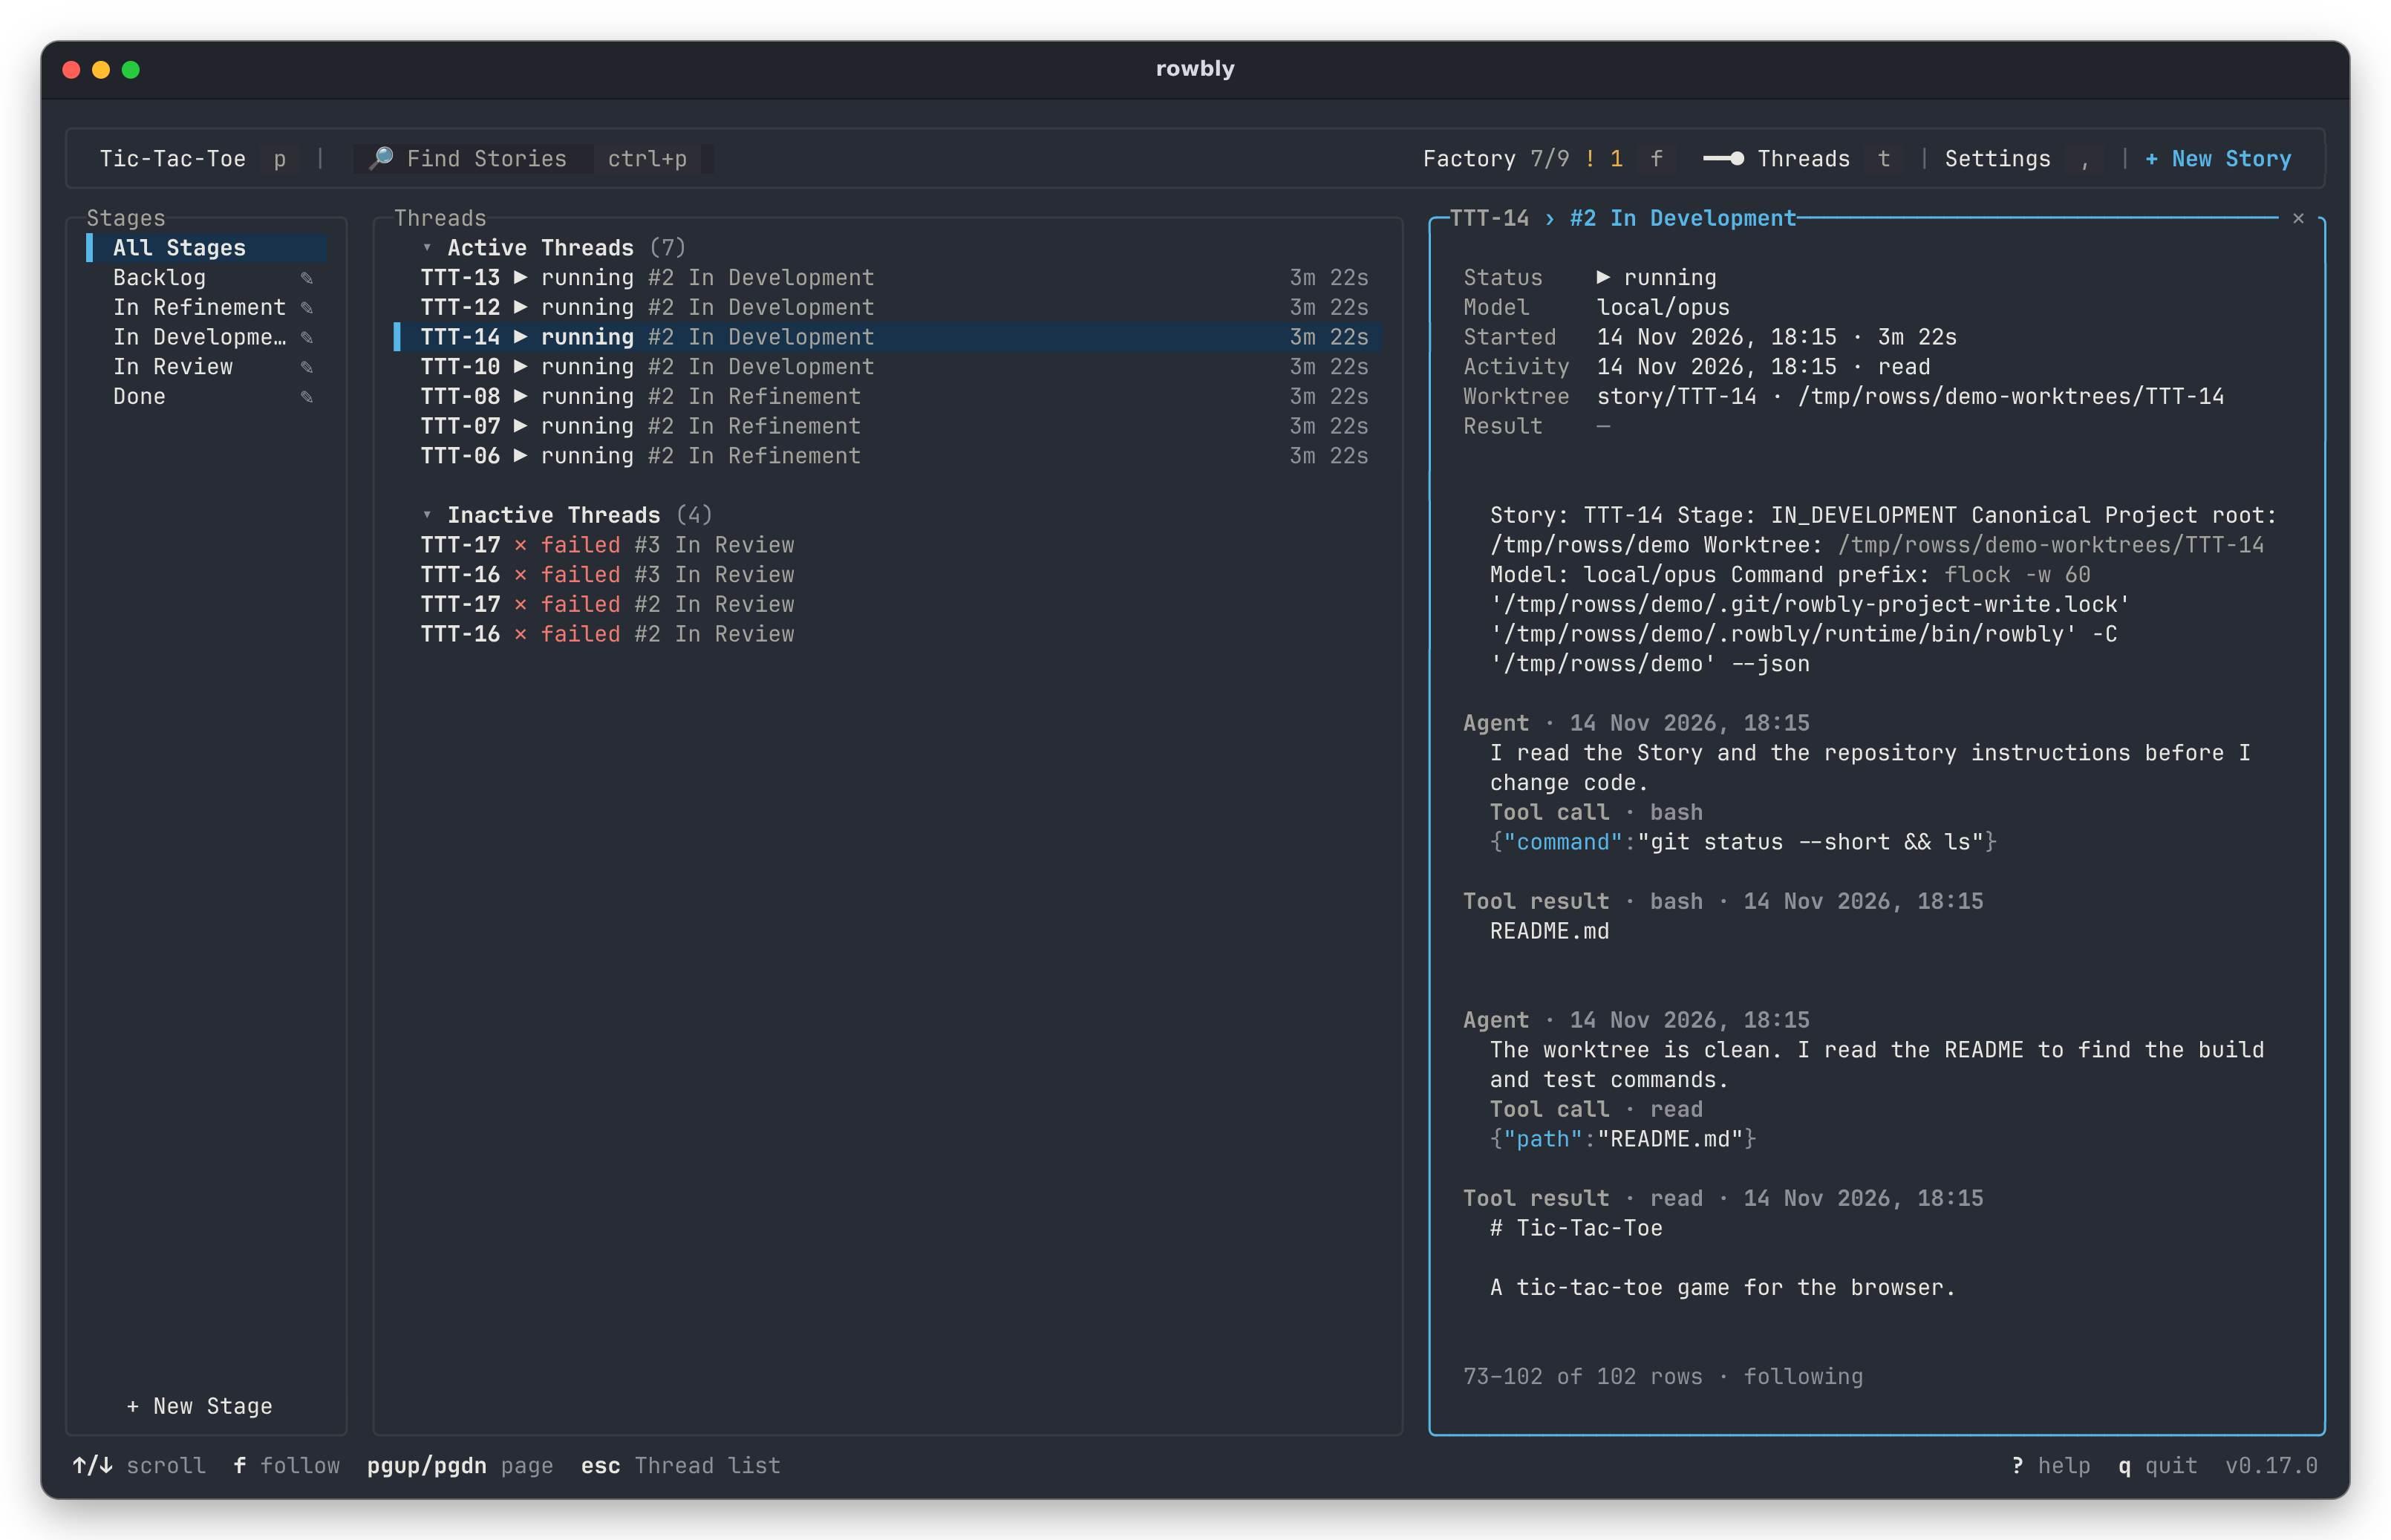 rowbly
Tic-Tac-Toe p | 🔎 Find Stories ctrl+p Factory 7/9 ! 1 f Threads t | Settings , | + New Story
Stages
All Stages
Backlog ✎
In Refinement ✎
In Developme… ✎
In Review ✎
Done ✎
+ New Stage
Threads
▾ Active Threads (7)
TTT-13 ▶ running #2 In Development 3m 22s
TTT-12 ▶ running #2 In Development 3m 22s
TTT-14 ▶ running #2 In Development 3m 22s
TTT-10 ▶ running #2 In Development 3m 22s
TTT-08 ▶ running #2 In Refinement 3m 22s
TTT-07 ▶ running #2 In Refinement 3m 22s
TTT-06 ▶ running #2 In Refinement 3m 22s
▾ Inactive Threads (4)
TTT-17 × failed #3 In Review
TTT-16 × failed #3 In Review
TTT-17 × failed #2 In Review
TTT-16 × failed #2 In Review
TTT-14 › #2 In Development ×
Status ▶ running
Model local/opus
Started 14 Nov 2026, 18:15 · 3m 22s
Activity 14 Nov 2026, 18:15 · read
Worktree story/TTT-14 · /tmp/rowss/demo-worktrees/TTT-14
Result —
Story: TTT-14 Stage: IN_DEVELOPMENT Canonical Project root:
/tmp/rowss/demo Worktree: /tmp/rowss/demo-worktrees/TTT-14
Model: local/opus Command prefix: flock -w 60
'/tmp/rowss/demo/.git/rowbly-project-write.lock'
'/tmp/rowss/demo/.rowbly/runtime/bin/rowbly' -C
'/tmp/rowss/demo' --json
Agent · 14 Nov 2026, 18:15
I read the Story and the repository instructions before I
change code.
Tool call · bash
{"command":"git status --short && ls"}
Tool result · bash · 14 Nov 2026, 18:15
README.md
Agent · 14 Nov 2026, 18:15
The worktree is clean. I read the README to find the build
and test commands.
Tool call · read
{"path":"README.md"}
Tool result · read · 14 Nov 2026, 18:15
# Tic-Tac-Toe
A tic-tac-toe game for the browser.
73–102 of 102 rows · following
↑/↓ scroll f follow pgup/pgdn page esc Thread list ? help q quit v0.17.0